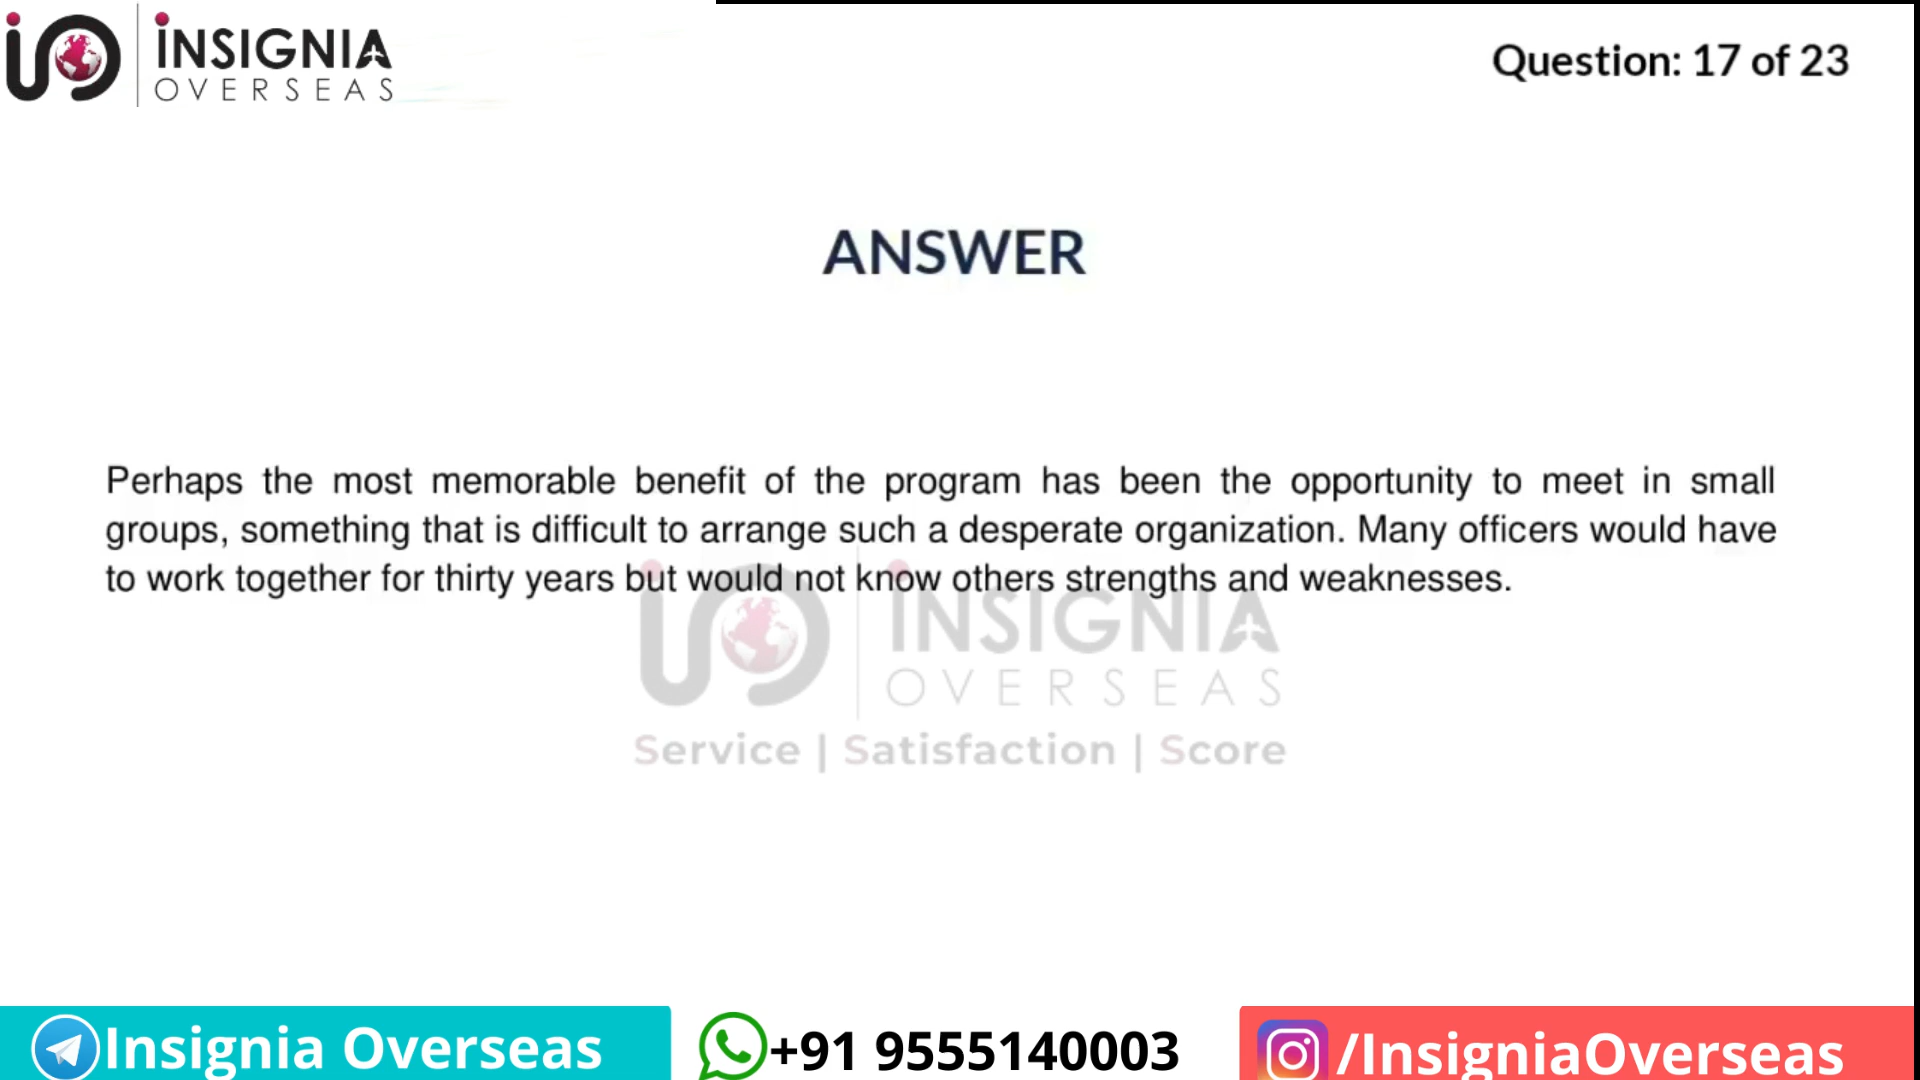 INSIGNIA
OVERSEAS
Question: 17 of 23
ANSWER
Perhaps the most memorable benefit of the program has been the opportunity to meet in small
groups, something that is difficult to arrange such a desperate organization. Many officers would have
to work together for thirty years but would not know others strengths and weaknesses.
INSIGNIA
OVERSEAS
Service | Satisfaction | Score
Insignia Overseas
+91 9555140003
/InsigniaOverseas